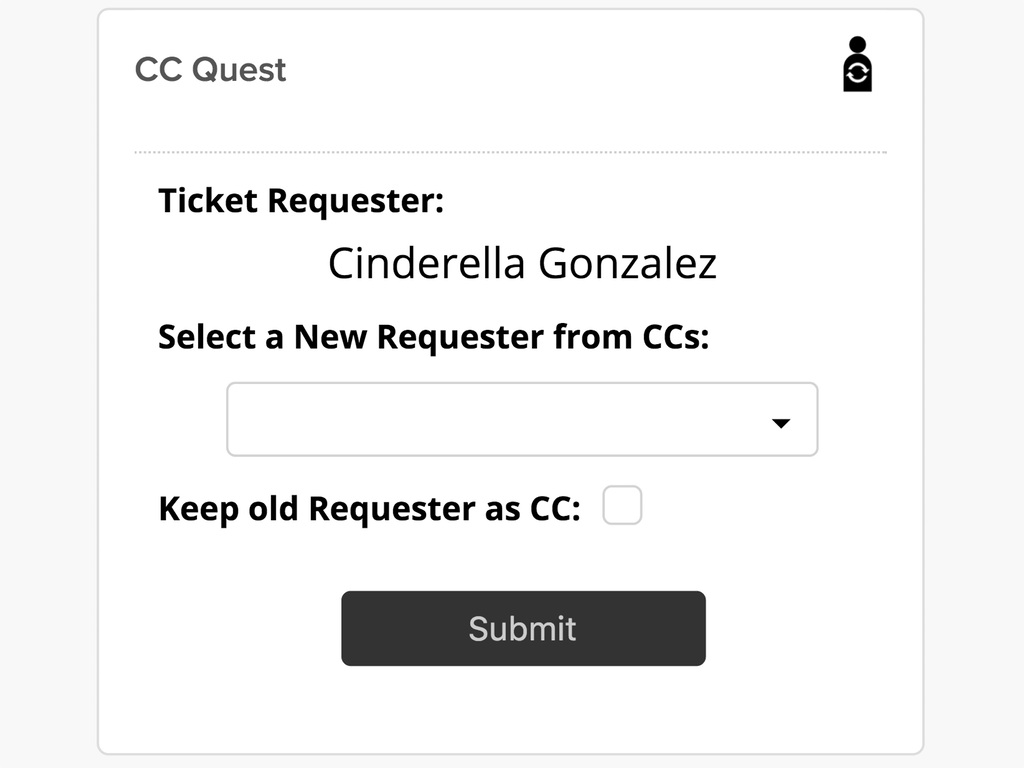 CC Quest
Ticket Requester:
Cinderella Gonzalez
Select a New Requester from CCs:
Keep old Requester as CC:
Submit